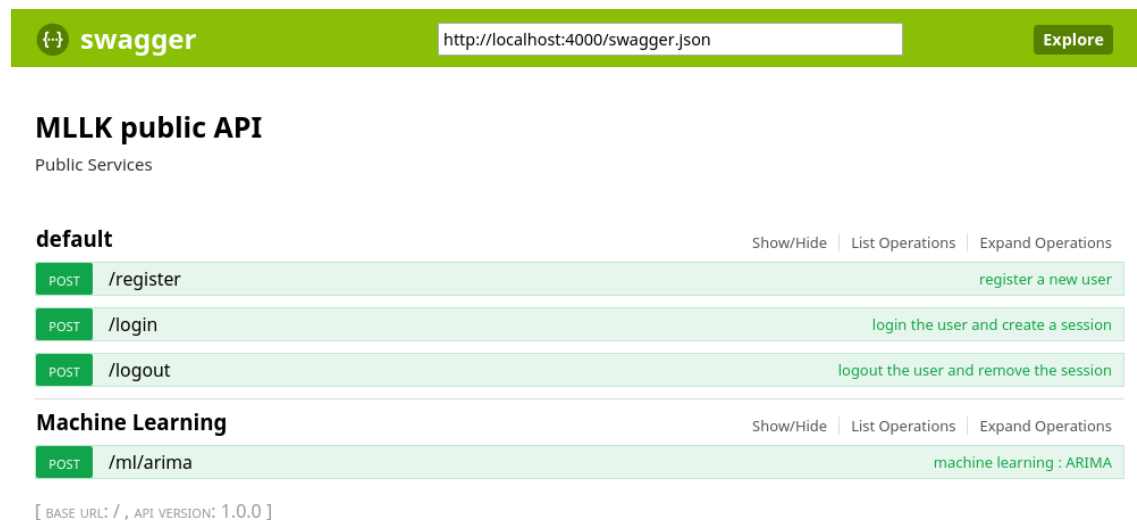 {··} swagger http://localhost:4000/swagger.json Explore
MLLK public API
Public Services
default Show/Hide List Operations Expand Operations
POST /register register a new user
POST /login login the user and create a session
POST /logout logout the user and remove the session
Machine Learning Show/Hide List Operations Expand Operations
POST /ml/arima machine learning : ARIMA
[ BASE URL: / , API VERSION: 1.0.0 ]